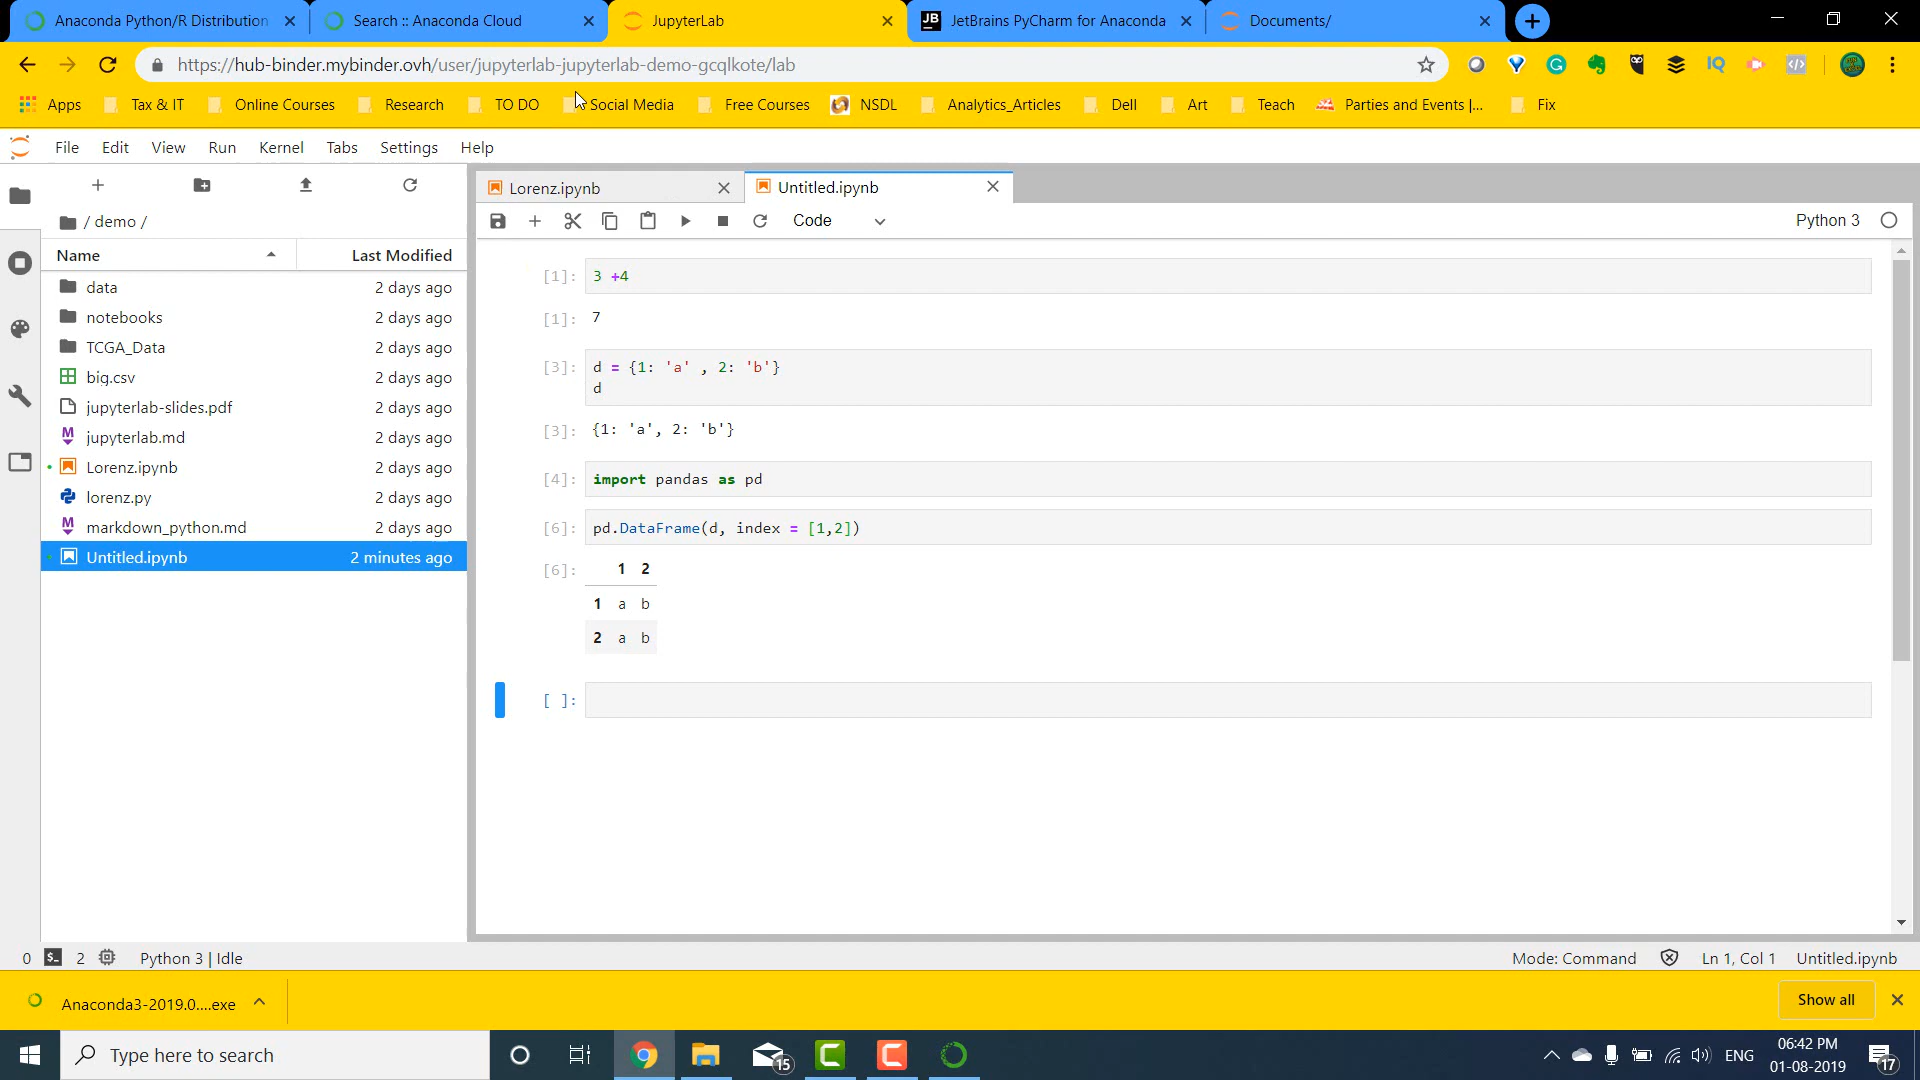 Anaconda Python/R Distribution
Search :: Anaconda Cloud
JupyterLab
JB
JetBrains PyCharm for Anaconda
Documents/
https://hub-binder.mybinder.ovh/user/jupyterlab-jupyterlab-demo-gcqlkote/lab
IQ
Apps
Tax & IT
Online Courses
Research
TO DO
Social Media
Free Courses
NSDL
Analytics_Articles
Dell
Art
Teach
Parties and Events |...
Fix
File Edit View Run Kernel Tabs Settings Help
Lorenz.ipynb
Untitled.ipynb
/ demo /
Code
Python 3
Name Last Modified
data 2 days ago
notebooks 2 days ago
TCGA_Data 2 days ago
big.csv 2 days ago
jupyterlab-slides.pdf 2 days ago
jupyterlab.md 2 days ago
Lorenz.ipynb 2 days ago
lorenz.py 2 days ago
markdown_python.md 2 days ago
Untitled.ipynb 2 minutes ago
[1]: 3 +4
[1]: 7
[3]: d = {1: 'a' , 2: 'b'}
d
[3]: {1: 'a', 2: 'b'}
[4]: import pandas as pd
[6]: pd.DataFrame(d, index = [1,2])
[6]: 1 2
1 a b
2 a b
[ ]:
0 2 Python 3 | Idle
Mode: Command Ln 1, Col 1 Untitled.ipynb
Anaconda3-2019.0....exe
Show all
Type here to search
15
ENG
06:42 PM
01-08-2019
17